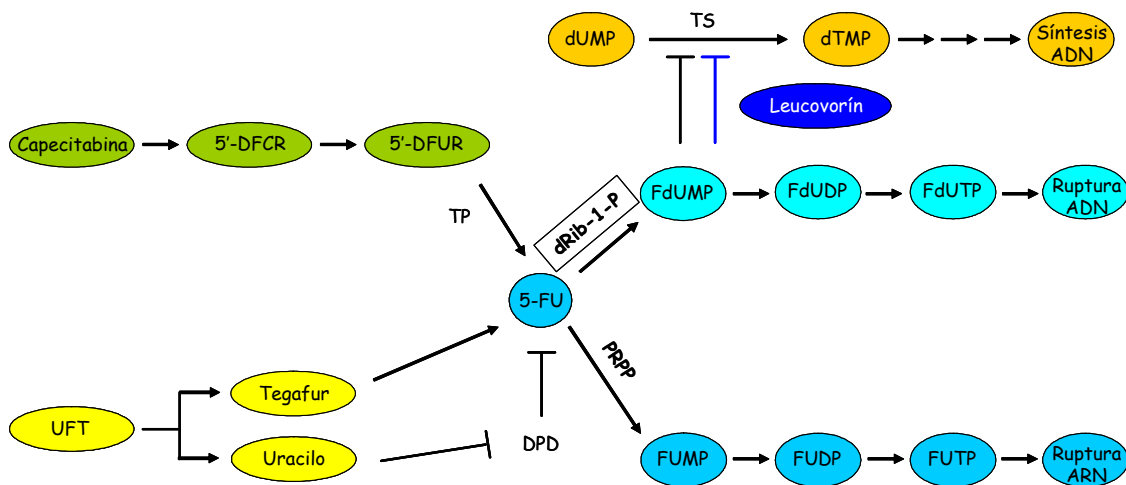 dUMP
TS
dTMP
Síntesis
ADN
Leucovorín
Capecitabina
5'-DFCR
5'-DFUR
TP
dRib-1-P
FdUMP
FdUDP
FdUTP
Ruptura
ADN
5-FU
PRPP
UFT
Tegafur
Uracilo
DPD
FUMP
FUDP
FUTP
Ruptura
ARN